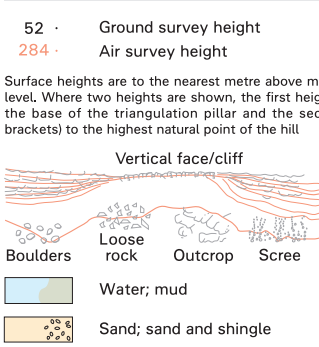 52 · Ground survey height
284 · Air survey height
Surface heights are to the nearest metre above m
level. Where two heights are shown, the first heig
the base of the triangulation pillar and the sec
brackets) to the highest natural point of the hill
Vertical face/cliff
Boulders Loose rock Outcrop Scree
Water; mud
Sand; sand and shingle